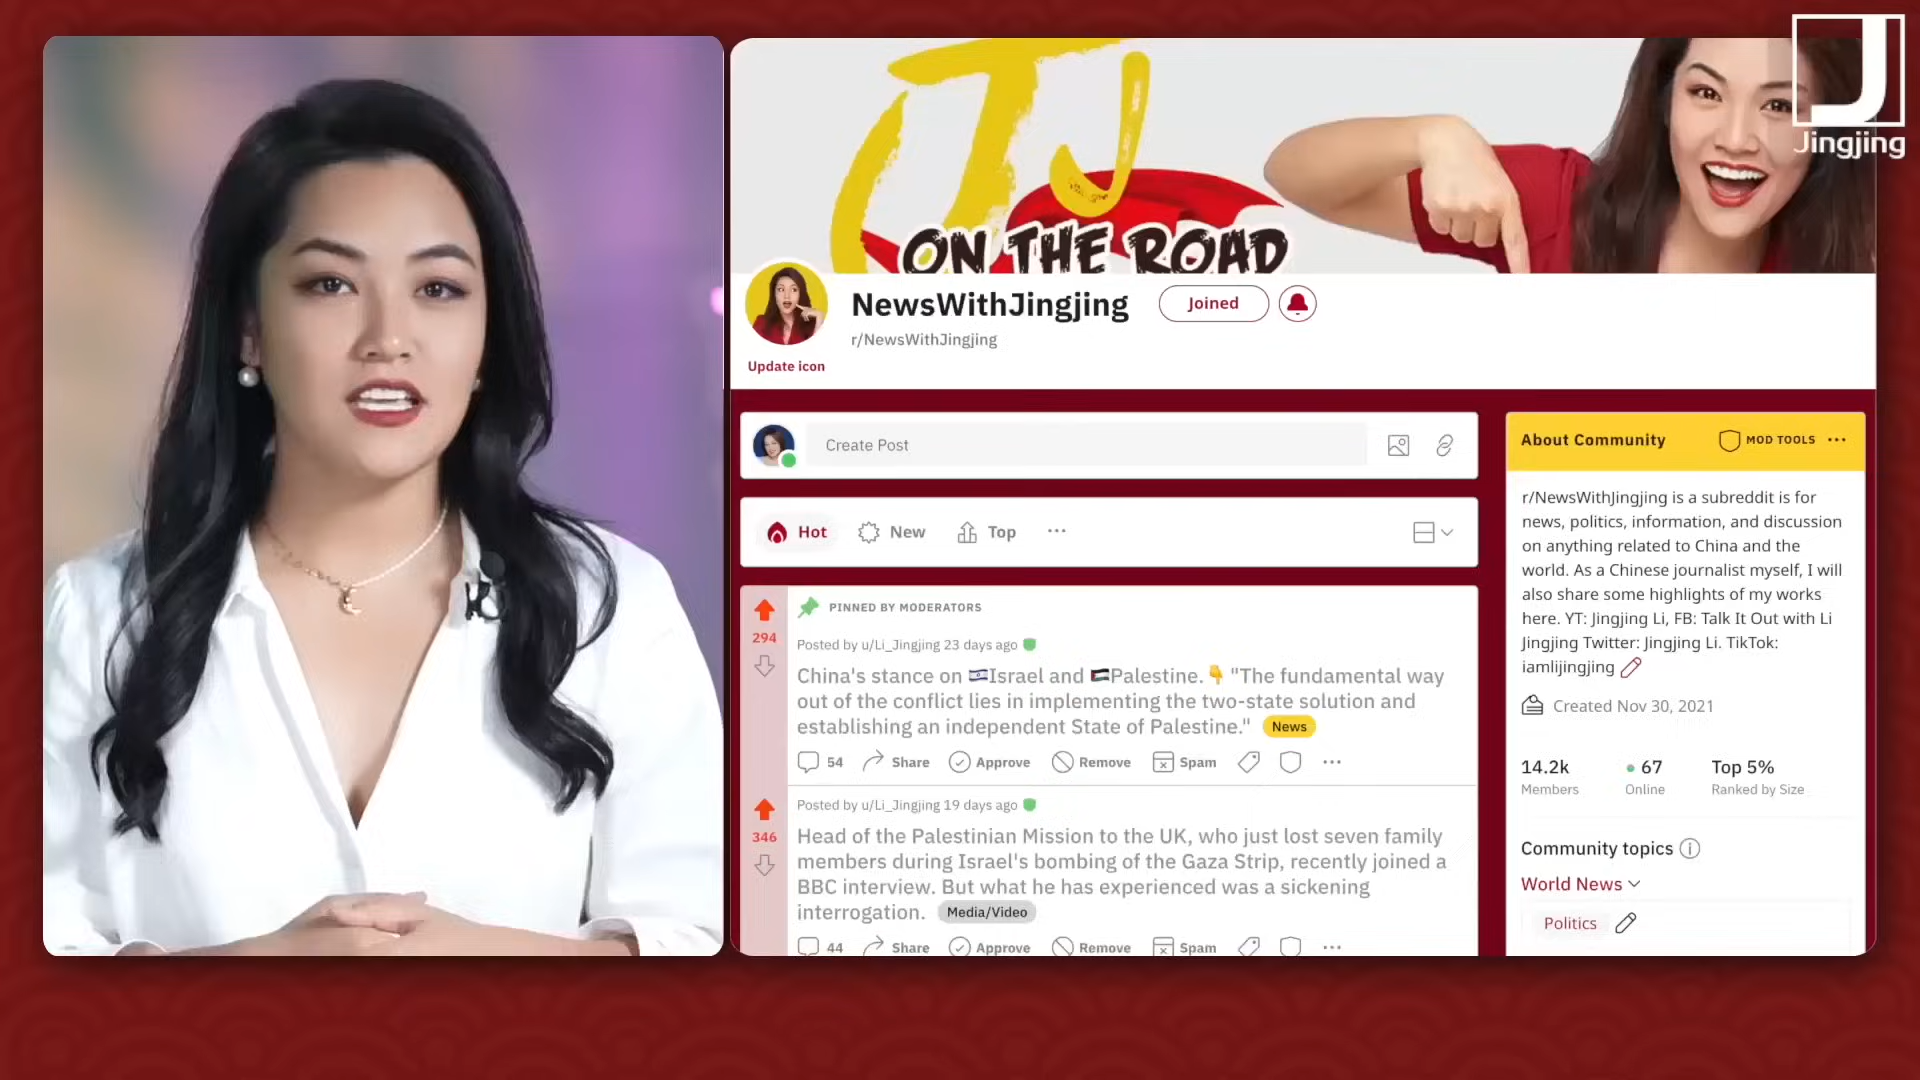 Jingjing
JJ
ON THE ROAD
NewsWithJingjing
Joined
r/NewsWithJingjing
Update icon
Create Post
Hot
New
Top
PINNED BY MODERATORS
294
Posted by u/Li_Jingjing 23 days ago
China's stance on 🇮🇱Israel and 🇵🇸Palestine.👇 "The fundamental way
out of the conflict lies in implementing the two-state solution and
establishing an independent State of Palestine." News
54 Share Approve Remove Spam
Posted by u/Li_Jingjing 19 days ago
346
Head of the Palestinian Mission to the UK, who just lost seven family
members during Israel's bombing of the Gaza Strip, recently joined a
BBC interview. But what he has experienced was a sickening
interrogation. Media/Video
44 Share Approve Remove Spam
About Community
MOD TOOLS
r/NewsWithJingjing is a subreddit is for
news, politics, information, and discussion
on anything related to China and the
world. As a Chinese journalist myself, I will
also share some highlights of my works
here. YT: Jingjing Li, FB: Talk It Out with Li
Jingjing Twitter: Jingjing Li. TikTok:
iamlijingjing
Created Nov 30, 2021
14.2k 67 Top 5%
Members Online Ranked by Size
Community topics
World News
Politics